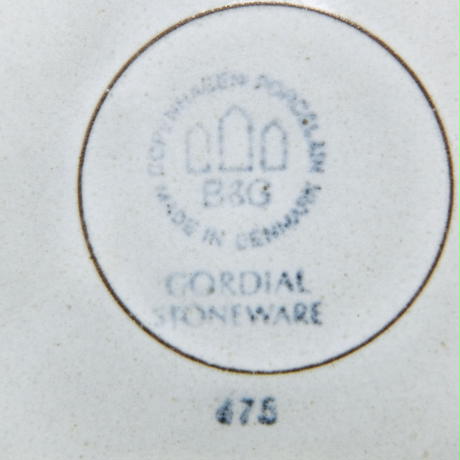 COPENHAGEN PORCELAIN
B&G
MADE IN DENMARK
CORDIAL
STONEWARE
475